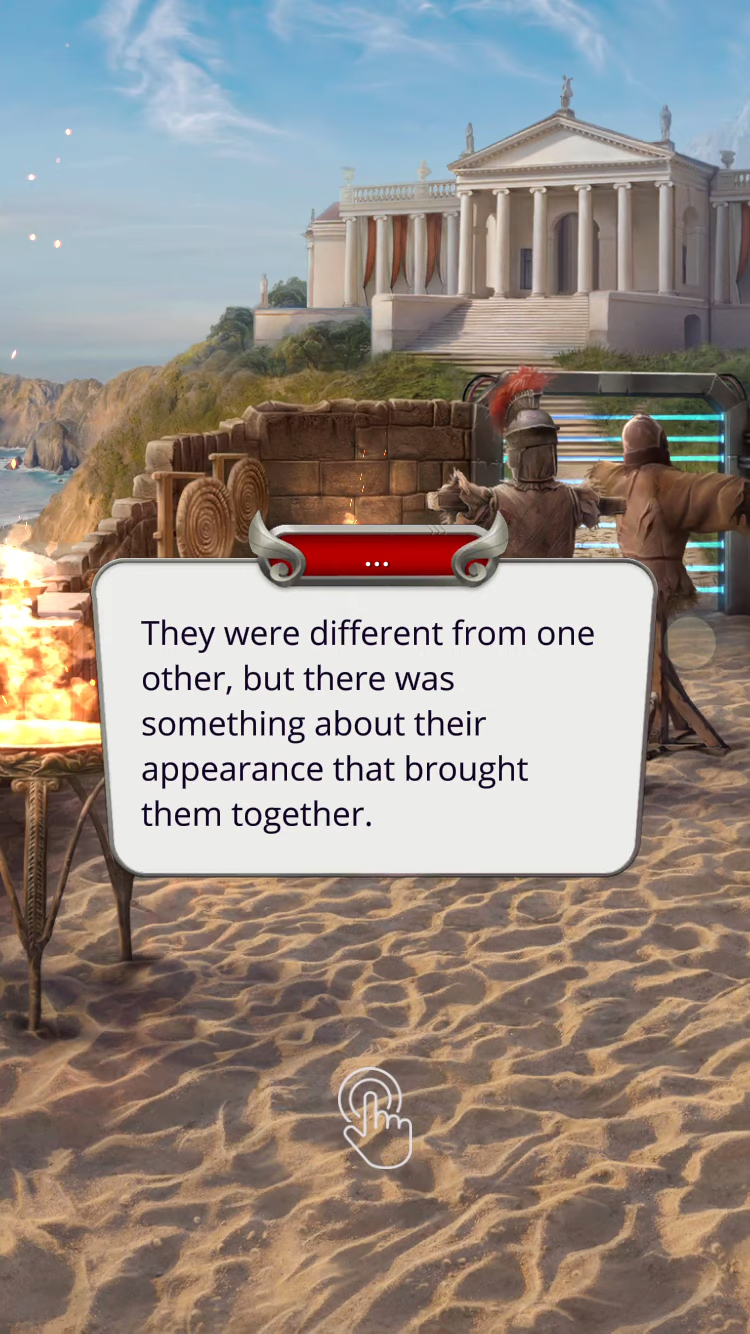 ...
They were different from one
other, but there was
something about their
appearance that brought
them together.